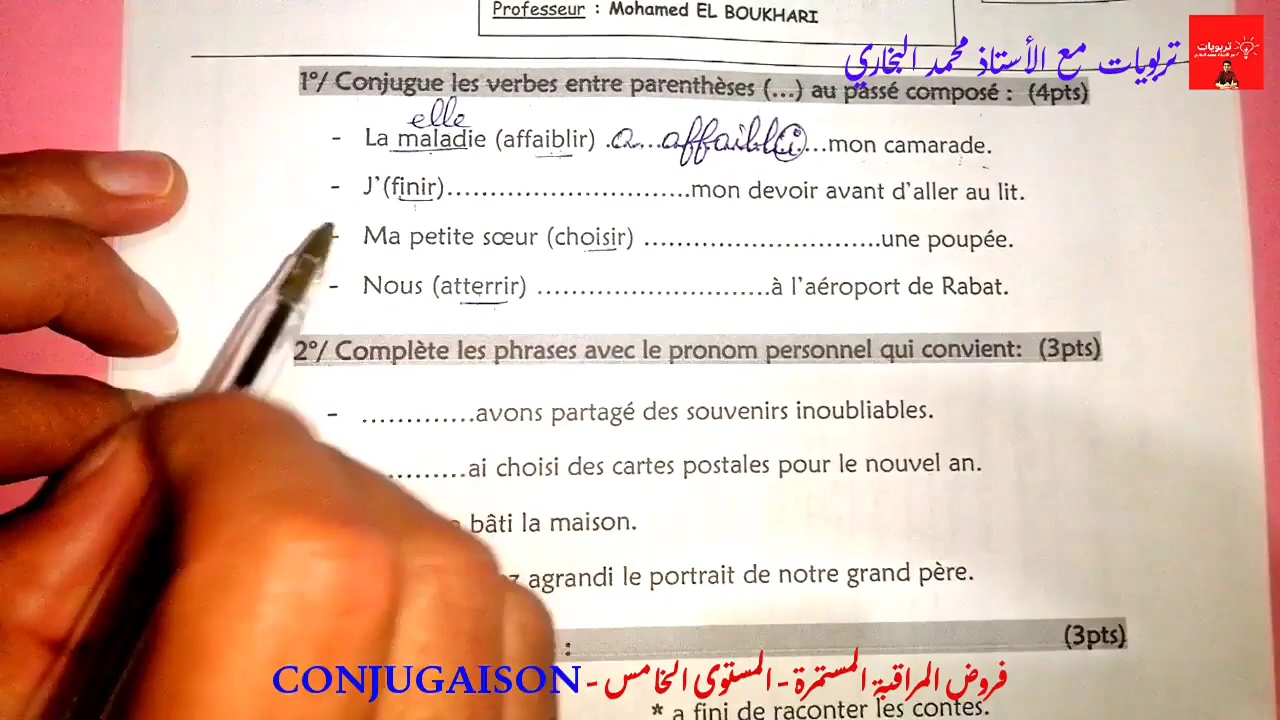 Professeur : Mohamed EL BOUKHARI
تربويات
تربويات مع الأستاذ محمد البخاري
1°/ Conjugue les verbes entre parenthèses (...) au passé composé : (4pts)
elle
- La maladie (affaiblir) .a....affaibli....mon camarade.
- J'(finir)..............................mon devoir avant d'aller au lit.
- Ma petite sœur (choisir) .............................une poupée.
- Nous (atterrir) .............................à l'aéroport de Rabat.
2°/ Complète les phrases avec le pronom personnel qui convient: (3pts)
- .............avons partagé des souvenirs inoubliables.
.........ai choisi des cartes postales pour le nouvel an.
bâti la maison.
agrandi le portrait de notre grand père.
: (3pts)
CONJUGAISON - فروض المراقبة المستمرة - المستوى الخامس
* a fini de raconter les contes.